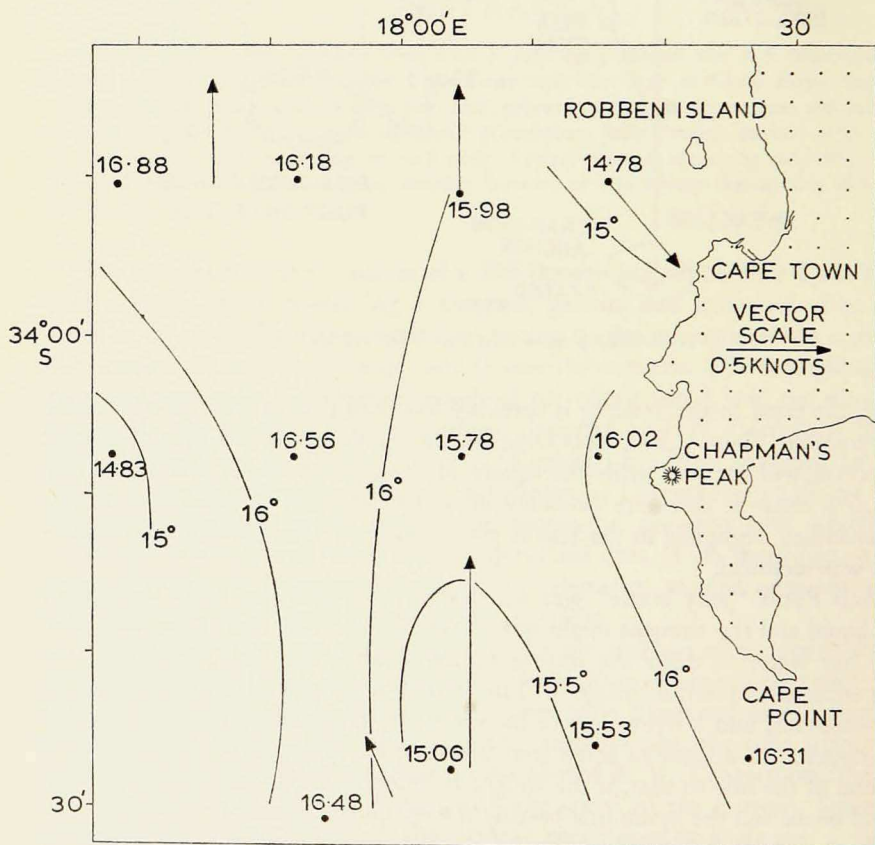 18°00'E
30'
ROBBEN ISLAND
16·88
16·18
14·78
15·98
15°
CAPE TOWN
34°00'
S
VECTOR
SCALE
0·5KNOTS
14·83
16·56
15·78
16·02
CHAPMAN'S
PEAK
16°
16°
15°
15·5°
16°
CAPE
POINT
15·53
15·06
16·31
30'
16·48